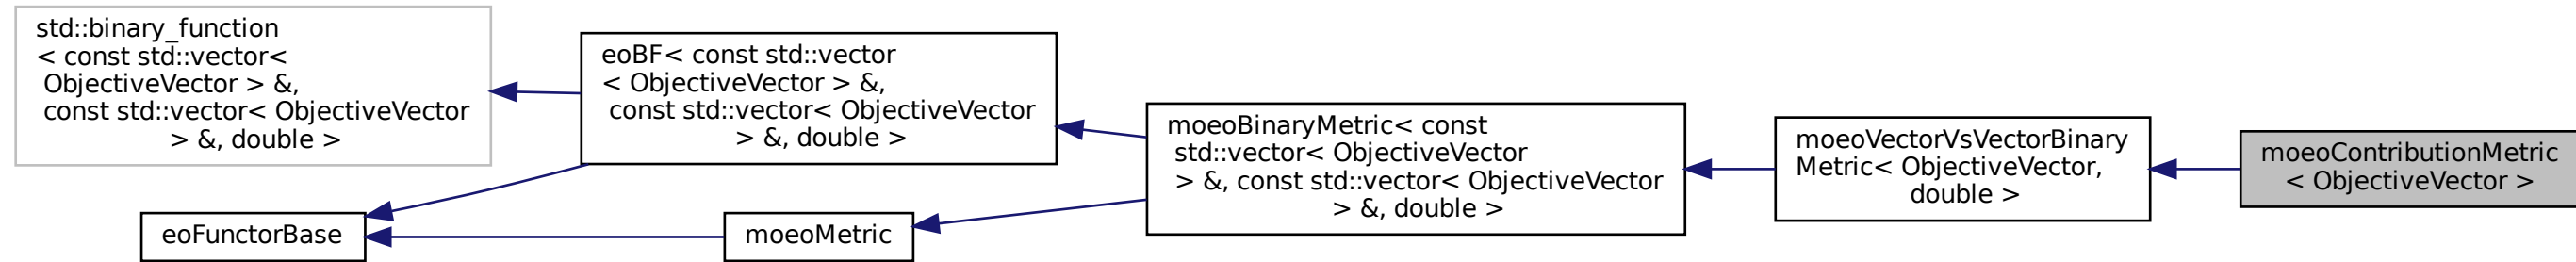 std::binary_function
< const std::vector<
ObjectiveVector > &,
const std::vector< ObjectiveVector
> &, double >
eoBF< const std::vector
< ObjectiveVector > &,
const std::vector< ObjectiveVector
> &, double >
eoFunctorBase
moeoMetric
moeoBinaryMetric< const
std::vector< ObjectiveVector
> &, const std::vector< ObjectiveVector
> &, double >
moeoVectorVsVectorBinary
Metric< ObjectiveVector,
double >
moeoContributionMetric
< ObjectiveVector >